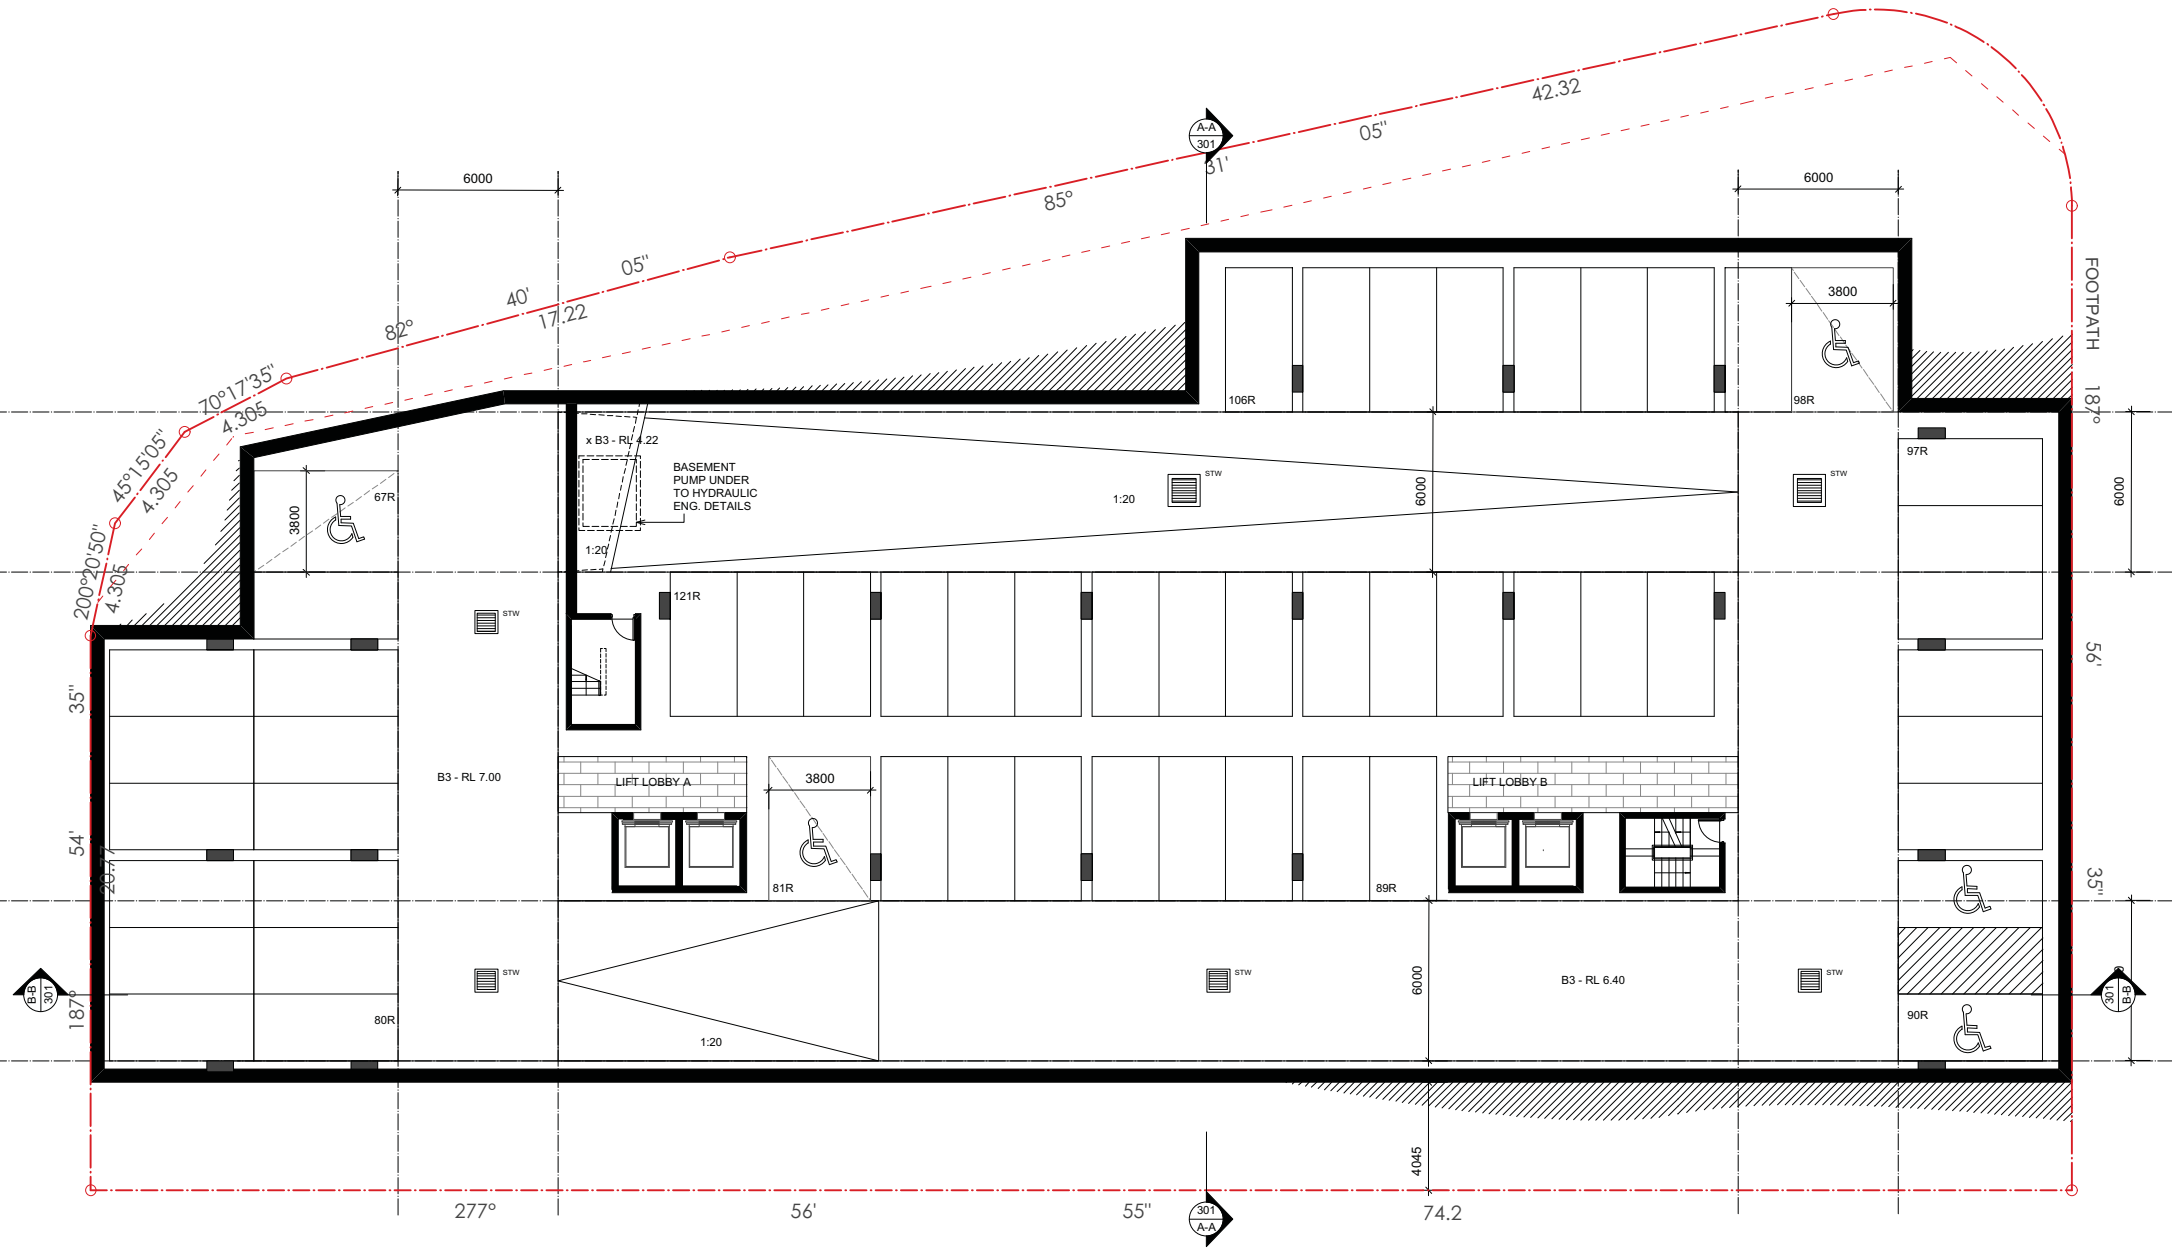 42.32
05"
A-A
301
31'
85°
6000
6000
05"
40'
17.22
82°
FOOTPATH
3800
70°17'35"
4.305
106R
98R
187°
45°15'05"
4.305
x B3 - RL 4.22
BASEMENT
PUMP UNDER
TO HYDRAULIC
ENG. DETAILS
STW
STW
97R
67R
3800
1:20
6000
6000
1:20
200°20'50"
4.305
121R
STW
56'
35"
B3 - RL 7.00
LIFT LOBBY A
3800
LIFT LOBBY B
54'
20.77
81R
89R
35"
STW
STW
STW
B3 - RL 6.40
6000
B-B
301
301
B-B
187°
80R
90R
1:20
4045
277°
56'
55"
74.2
301
A-A